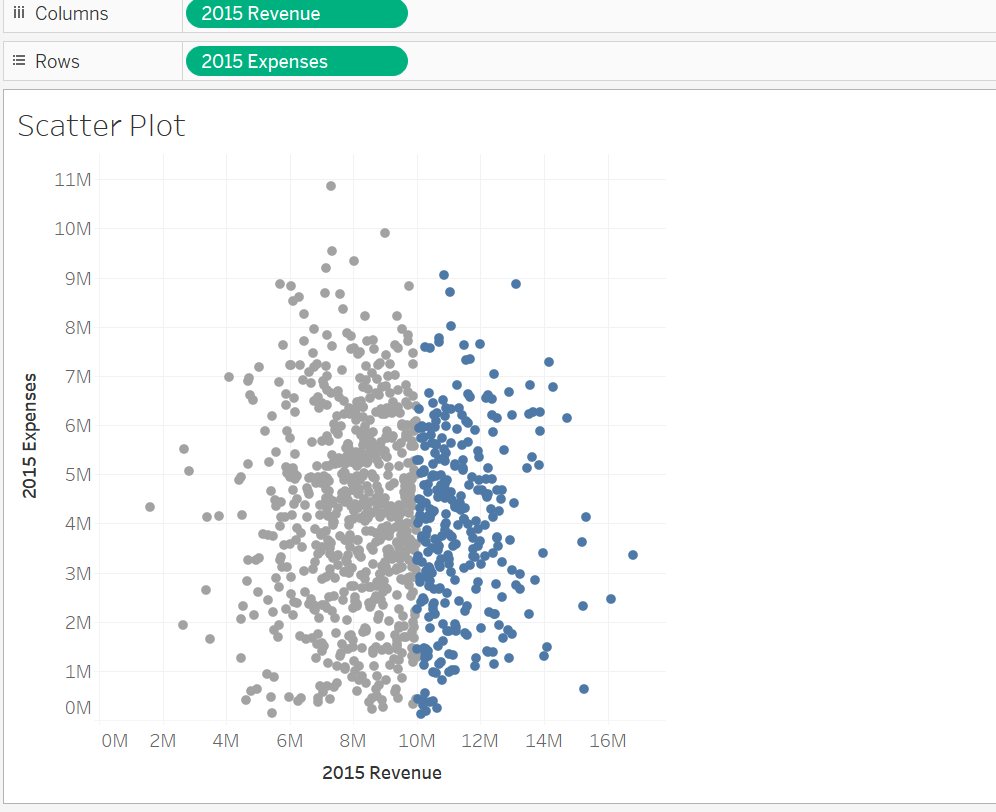 Columns 2015 Revenue
Rows 2015 Expenses
Scatter Plot
11M
10M
9M
8M
7M
6M
5M
4M
3M
2M
1M
0M
2015 Expenses
0M 2M 4M 6M 8M 10M 12M 14M 16M
2015 Revenue